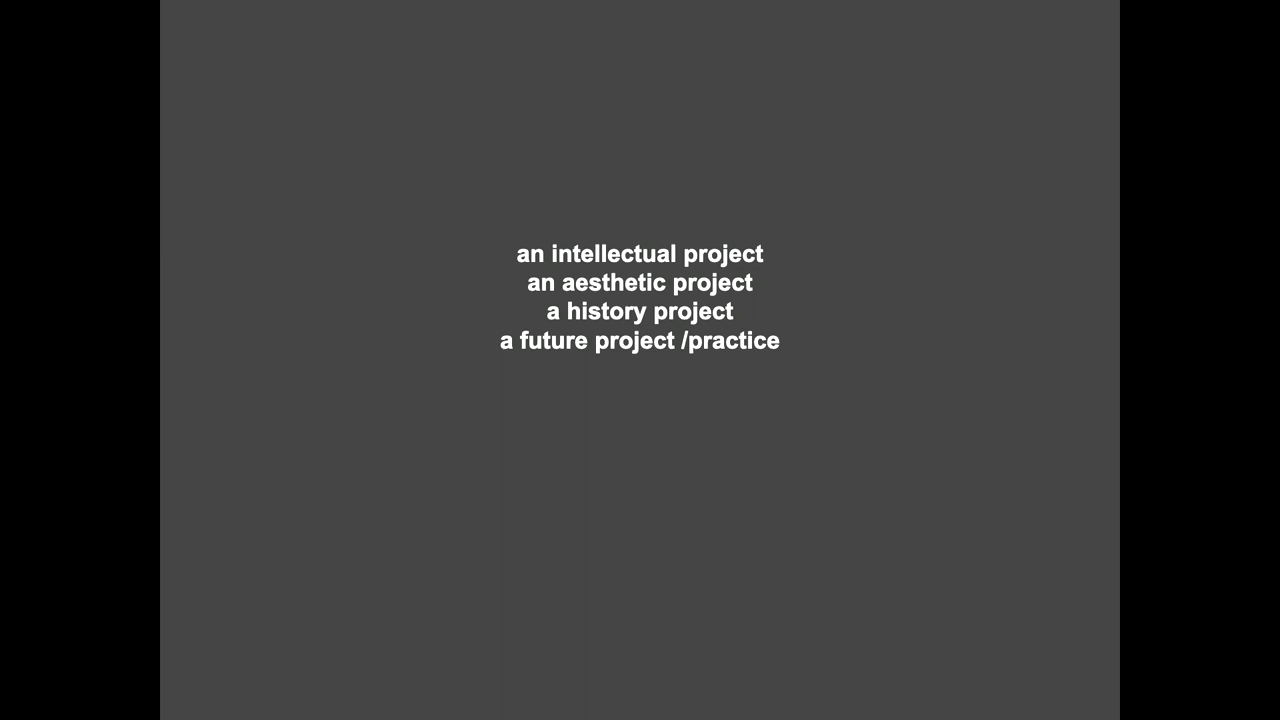 an intellectual project
an aesthetic project
a history project
a future project /practice